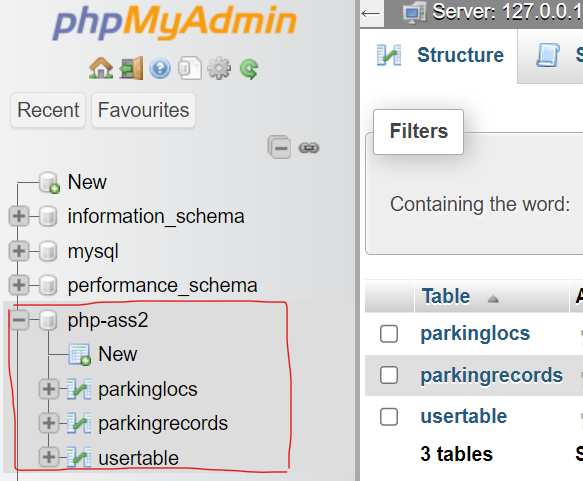 phpMyAdmin
Recent Favourites
New
information_schema
mysql
performance_schema
php-ass2
New
parkinglocs
parkingrecords
usertable
Server: 127.0.0.1
Structure
Filters
Containing the word:
Table
parkinglocs
parkingrecords
usertable
3 tables